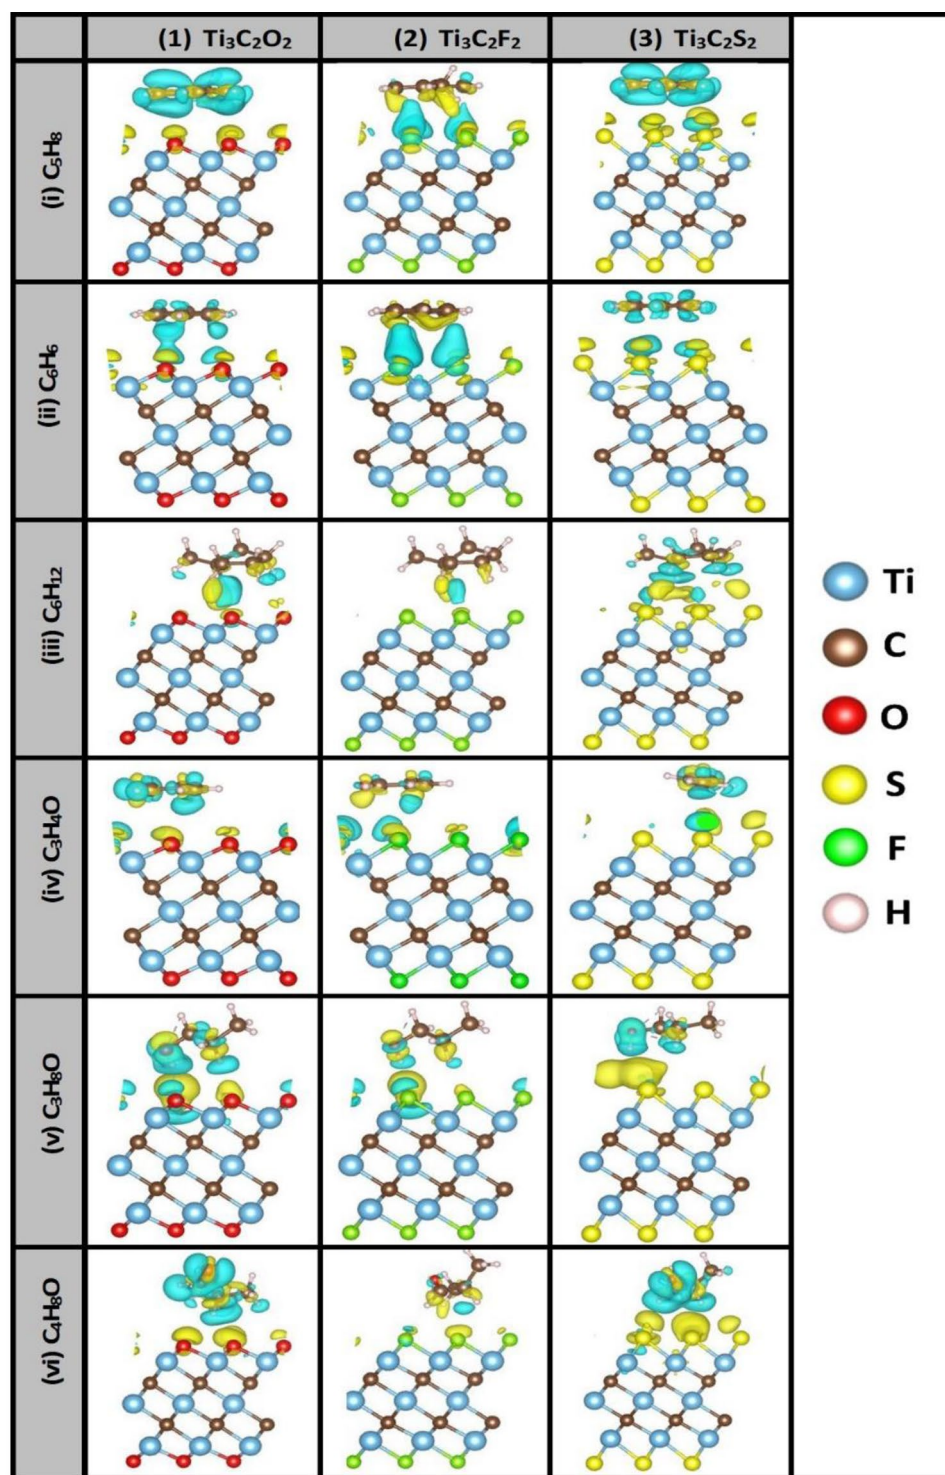 (1) Ti₃C₂O₂
(2) Ti₃C₂F₂
(3) Ti₃C₂S₂
(i) C₅H₈
(ii) C₆H₆
(iii) C₆H₁₂
(iv) C₃H₄O
(v) C₃H₈O
(vi) C₄H₈O
Ti
C
O
S
F
H